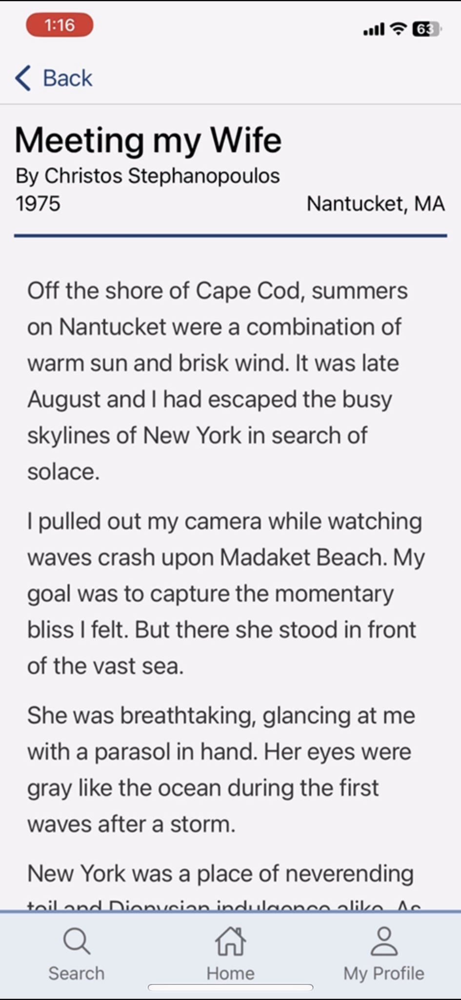 1:16
63
Back
Meeting my Wife
By Christos Stephanopoulos
1975 Nantucket, MA
Off the shore of Cape Cod, summers
on Nantucket were a combination of
warm sun and brisk wind. It was late
August and I had escaped the busy
skylines of New York in search of
solace.
I pulled out my camera while watching
waves crash upon Madaket Beach. My
goal was to capture the momentary
bliss I felt. But there she stood in front
of the vast sea.
She was breathtaking, glancing at me
with a parasol in hand. Her eyes were
gray like the ocean during the first
waves after a storm.
New York was a place of neverending
toil and Dionysian indulgence alike. As
Search Home My Profile